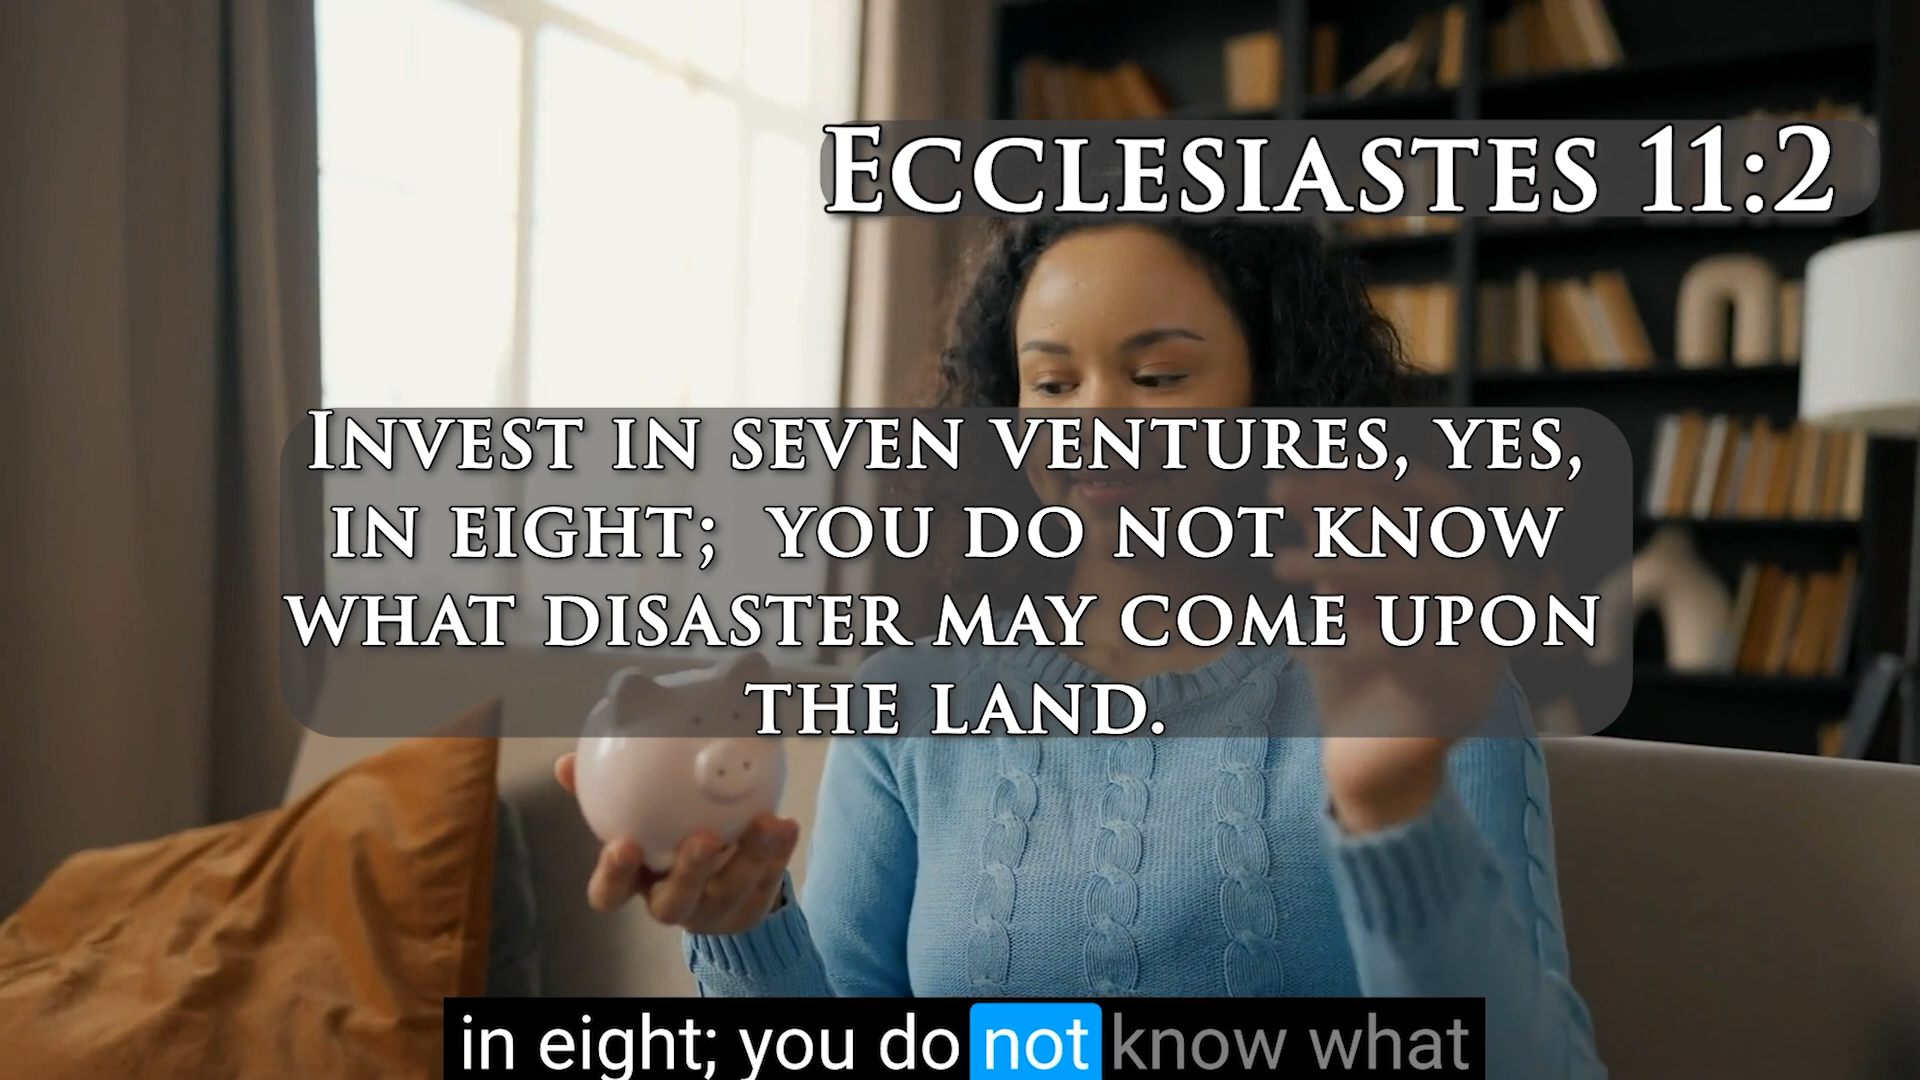 Ecclesiastes 11:2
Invest in seven ventures, yes,
in eight;  you do not know
what disaster may come upon
the land.
in eight; you do not know what